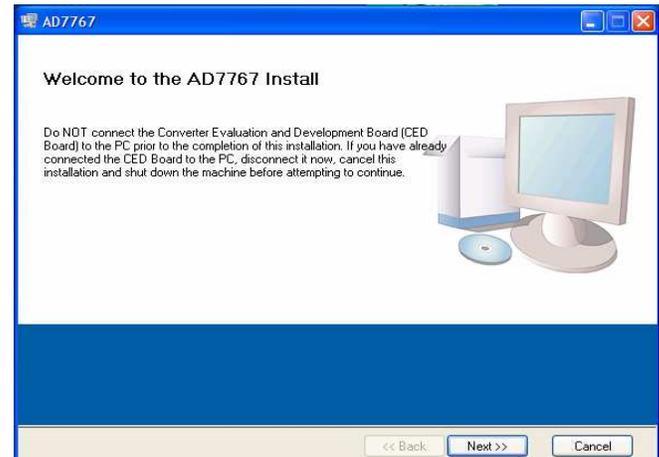 AD7767
Welcome to the AD7767 Install
Do NOT connect the Converter Evaluation and Development Board (CED
Board) to the PC prior to the completion of this installation. If you have already
connected the CED Board to the PC, disconnect it now, cancel this
installation and shut down the machine before attempting to continue.
<< Back
Next >>
Cancel